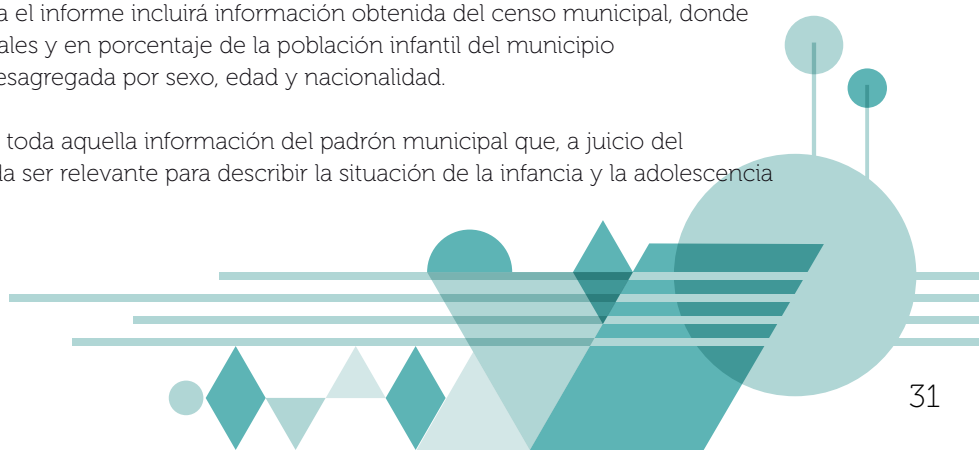 a el informe incluirá información obtenida del censo municipal, donde
ales y en porcentaje de la población infantil del municipio
esagregada por sexo, edad y nacionalidad.
toda aquella información del padrón municipal que, a juicio del
da ser relevante para describir la situación de la infancia y la adolescencia
31